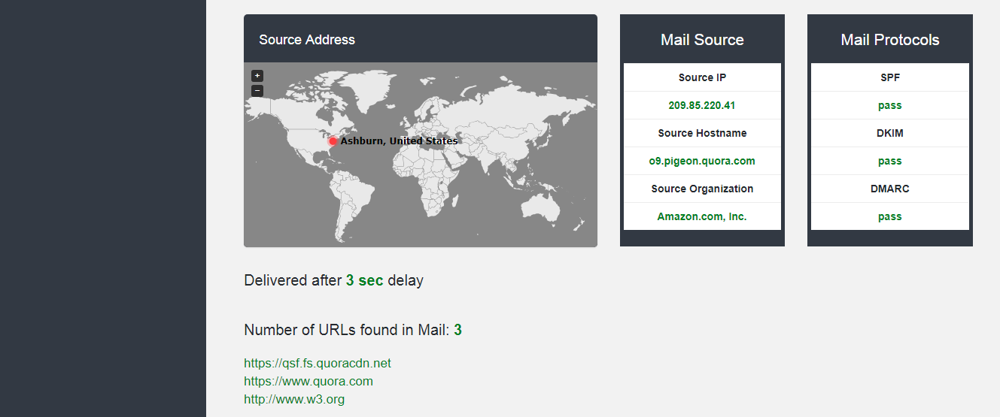 Source Address
+
−
Ashburn, United States
Mail Source
Source IP
209.85.220.41
Source Hostname
o9.pigeon.quora.com
Source Organization
Amazon.com, Inc.
Mail Protocols
SPF
pass
DKIM
pass
DMARC
pass
Delivered after 3 sec delay
Number of URLs found in Mail: 3
https://qsf.fs.quoracdn.net
https://www.quora.com
http://www.w3.org